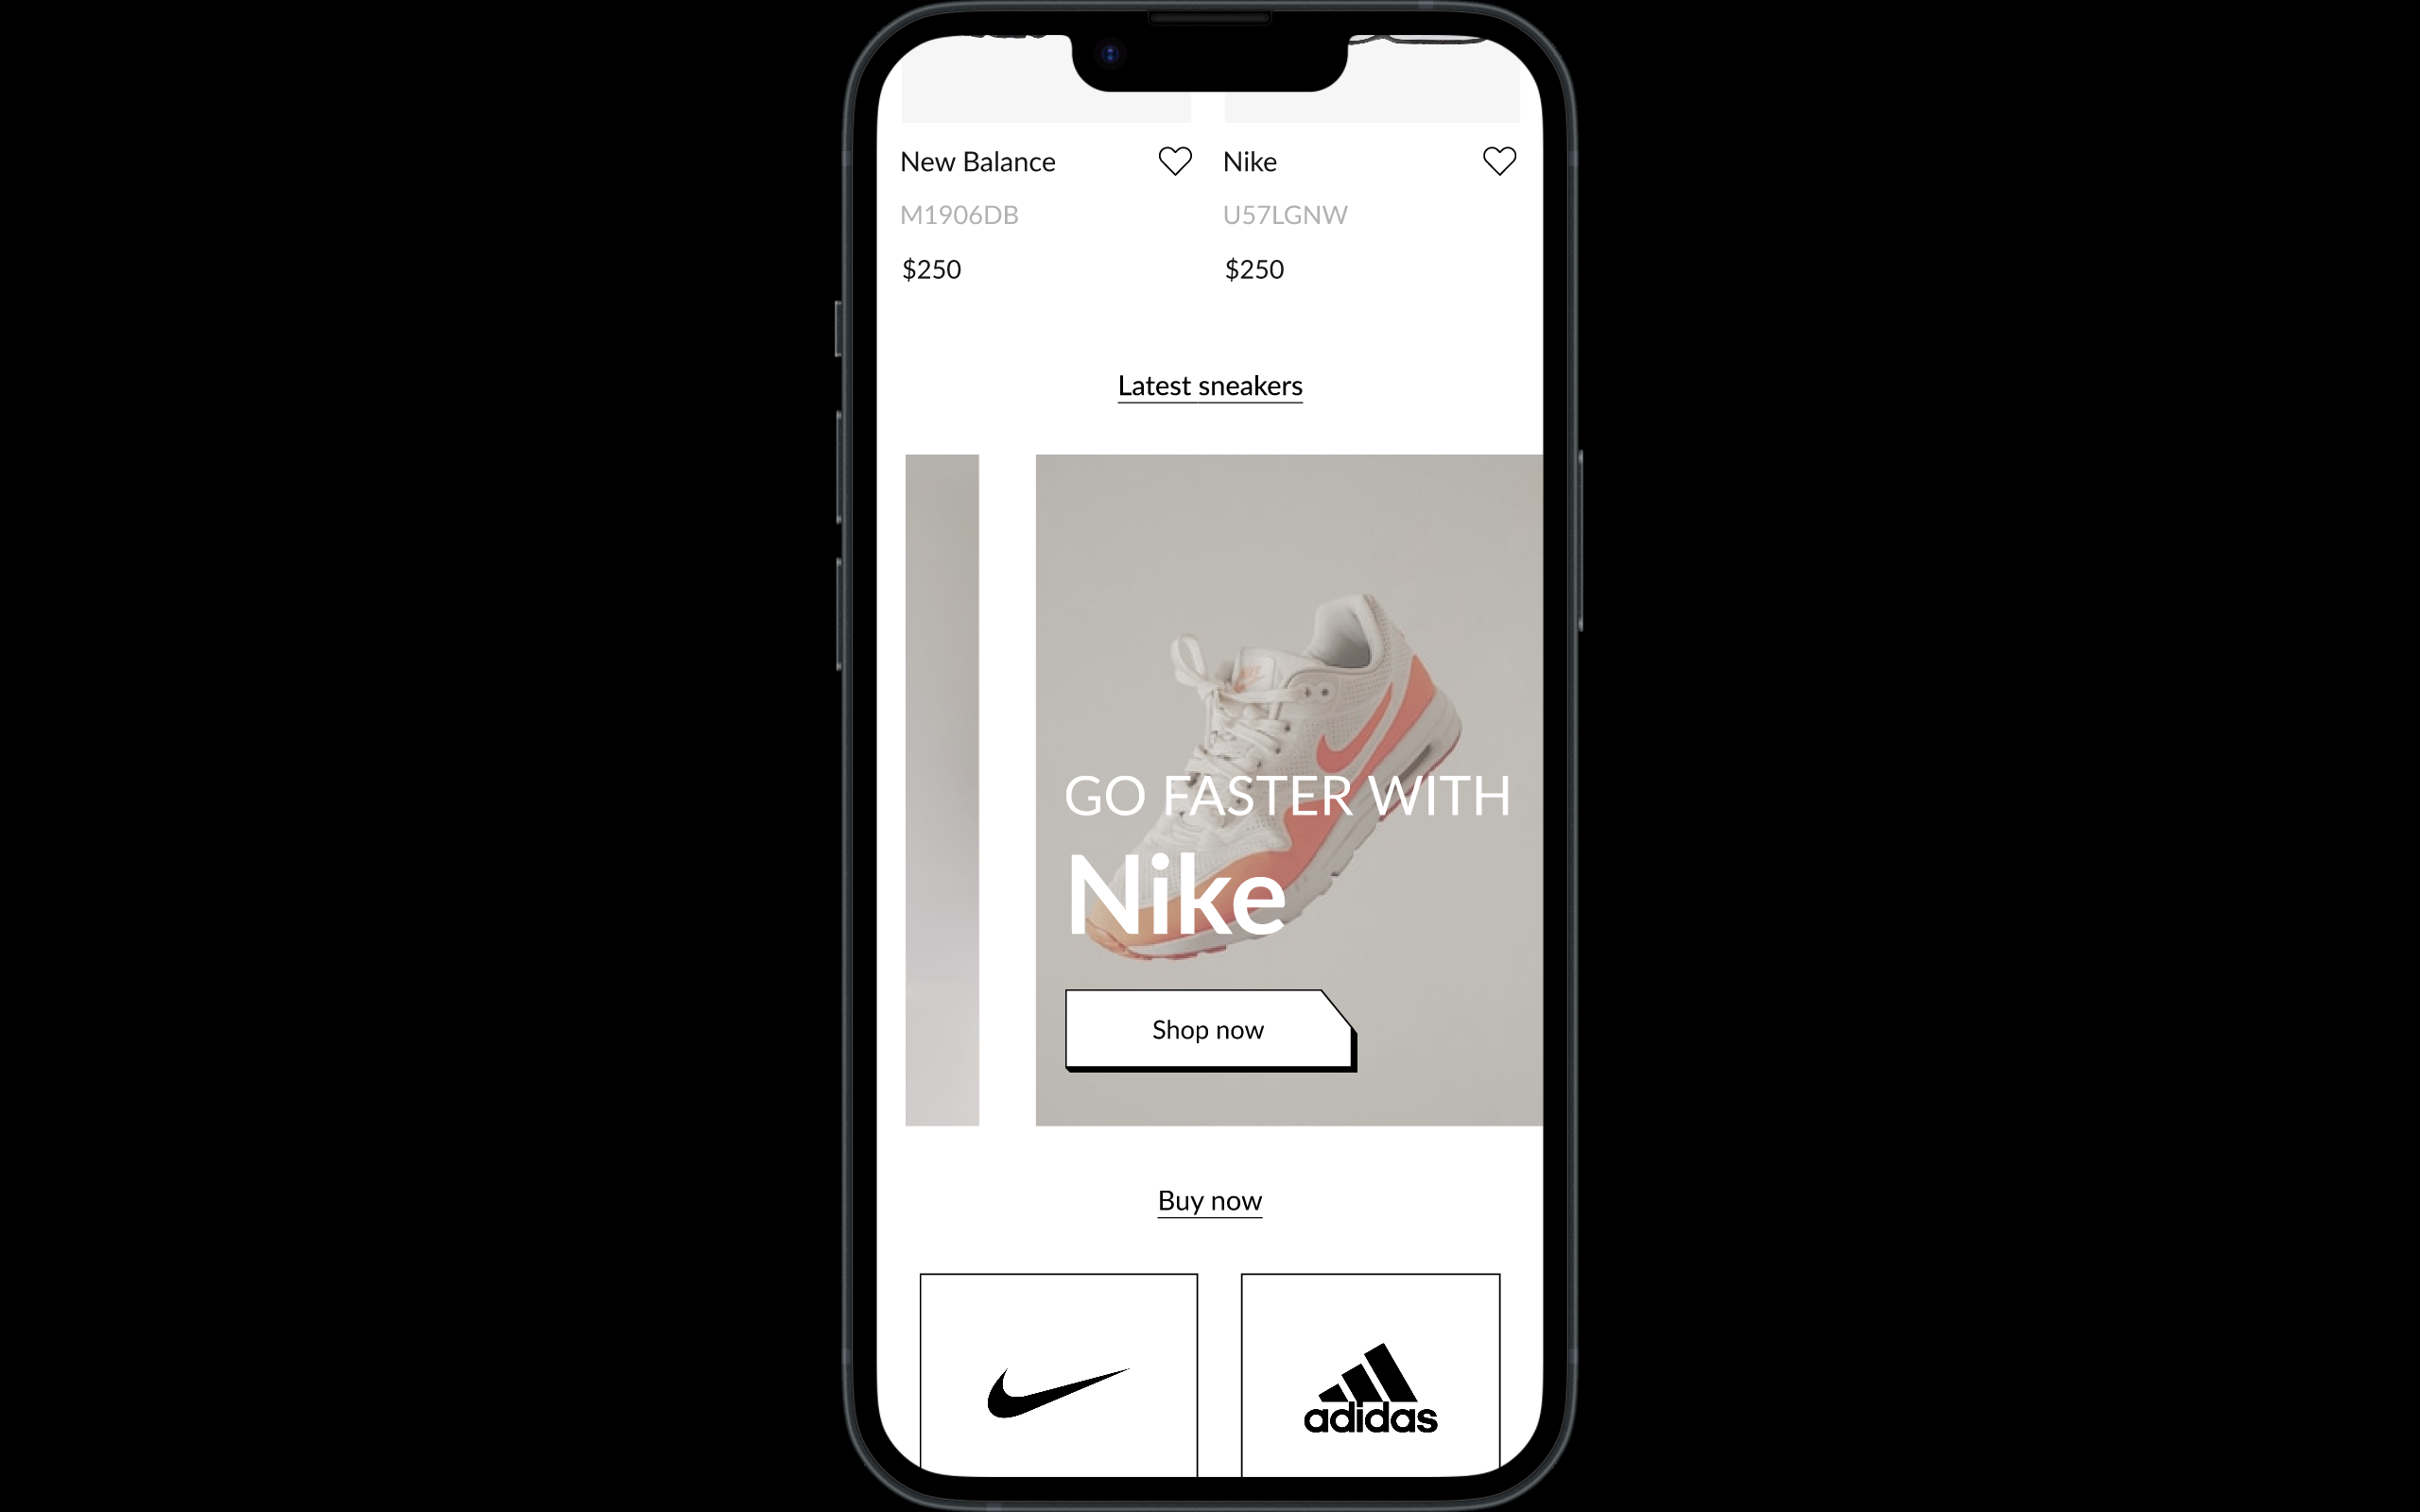 New Balance
Nike
M1906DB
U57LGNW
$250
$250
Latest sneakers
GO FASTER WITH
Nike
Shop now
Buy now
adidas